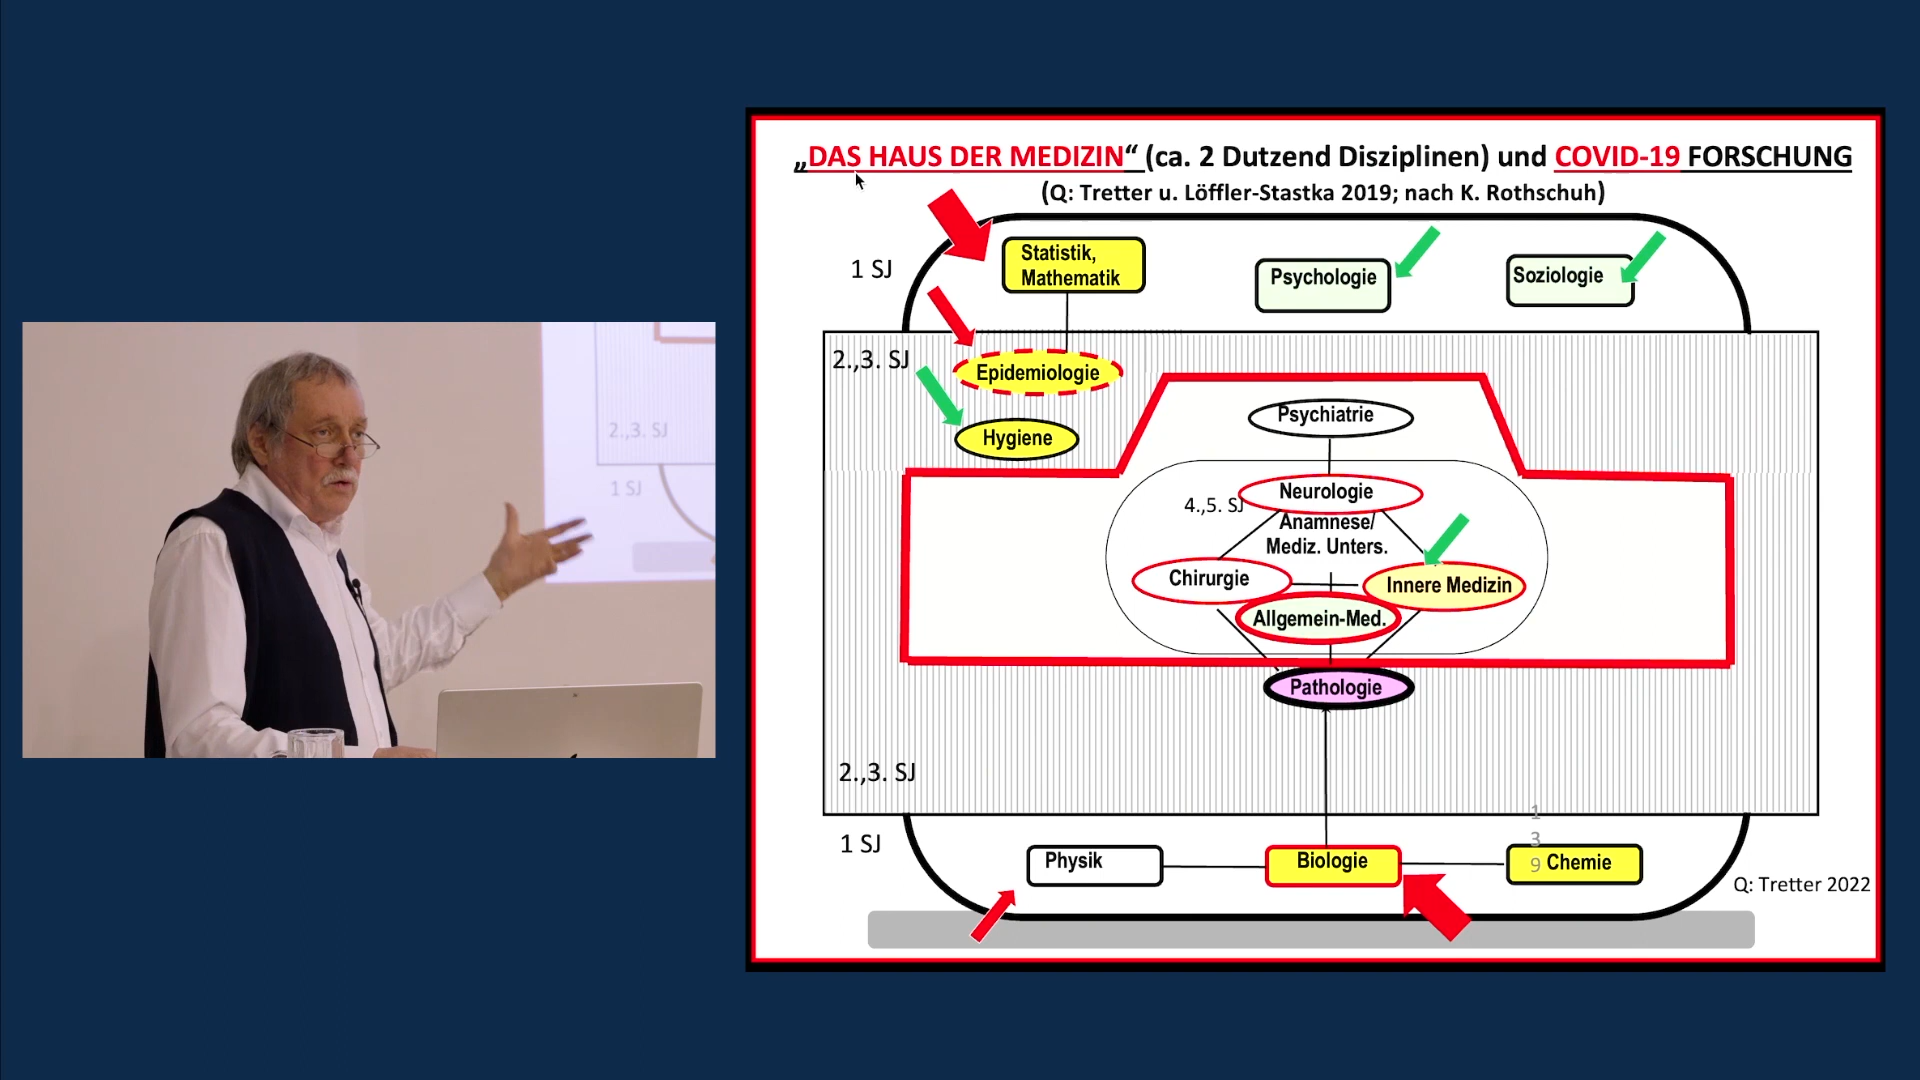 „DAS HAUS DER MEDIZIN“ (ca. 2 Dutzend Disziplinen) und COVID-19 FORSCHUNG
(Q: Tretter u. Löffler-Stastka 2019; nach K. Rothschuh)
1 SJ
Statistik,
Mathematik
Psychologie
Soziologie
2.,3. SJ
Epidemiologie
Hygiene
Psychiatrie
4.,5. SJ
Neurologie
Anamnese/
Mediz. Unters.
Chirurgie
Innere Medizin
Allgemein-Med.
Pathologie
2.,3. SJ
1 SJ
Physik
Biologie
1
3
9
Chemie
Q: Tretter 2022
2.,3. SJ
1 SJ